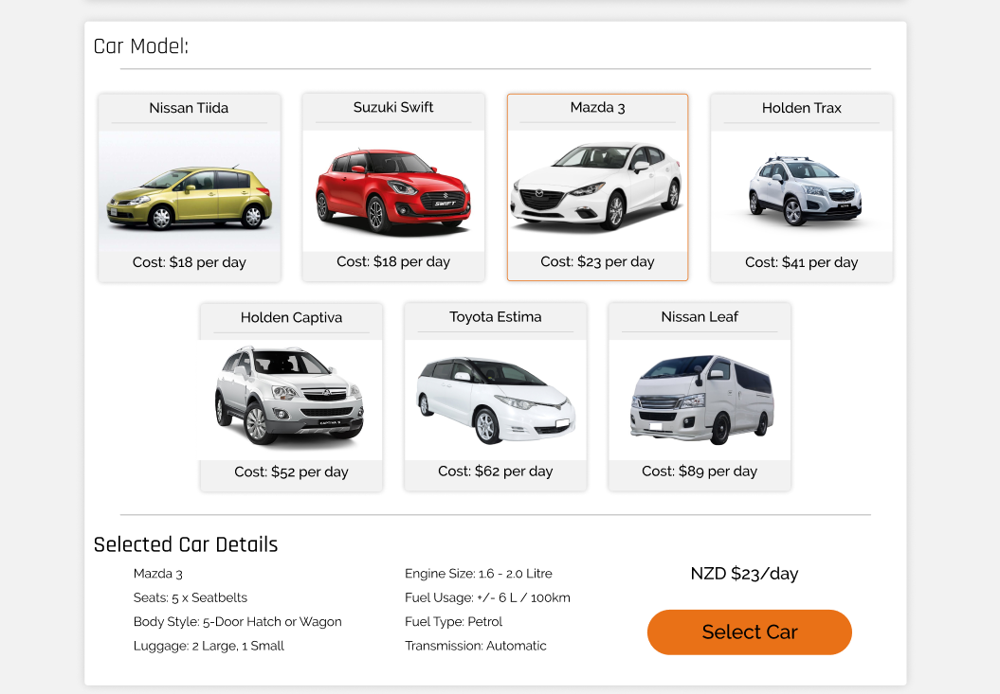 Car Model:
Nissan Tiida
Suzuki Swift
Mazda 3
Holden Trax
SWIFT
Cost: $18 per day
Cost: $18 per day
Cost: $23 per day
Cost: $41 per day
Holden Captiva
Toyota Estima
Nissan Leaf
CAPTIVA 5
Cost: $52 per day
Cost: $62 per day
Cost: $89 per day
Selected Car Details
Mazda 3
Engine Size: 1.6 - 2.0 Litre
NZD $23/day
Seats: 5 x Seatbelts
Fuel Usage: +/- 6 L / 100km
Body Style: 5-Door Hatch or Wagon
Fuel Type: Petrol
Select Car
Luggage: 2 Large, 1 Small
Transmission: Automatic